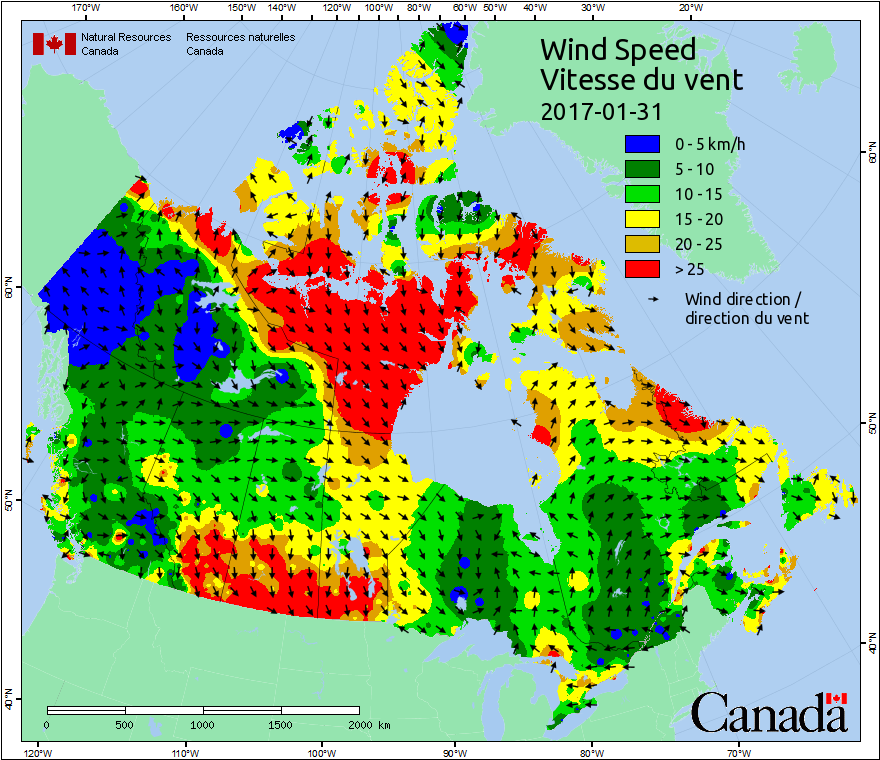 170°W 160°W 150°W 140°W 130°W 120°W 110°W 100°W 90°W 80°W 70°W 60°W 50°W 40°W 30°W 20°W
Natural Resources Canada
Ressources naturelles Canada
Wind Speed
Vitesse du vent
2017-01-31
0 - 5 km/h
5 - 10
10 - 15
15 - 20
20 - 25
> 25
Wind direction /
direction du vent
60°N
50°N
40°N
60°N
50°N
40°N
0 500 1000 1500 2000 km
Canada
120°W 110°W 100°W 90°W 80°W 70°W